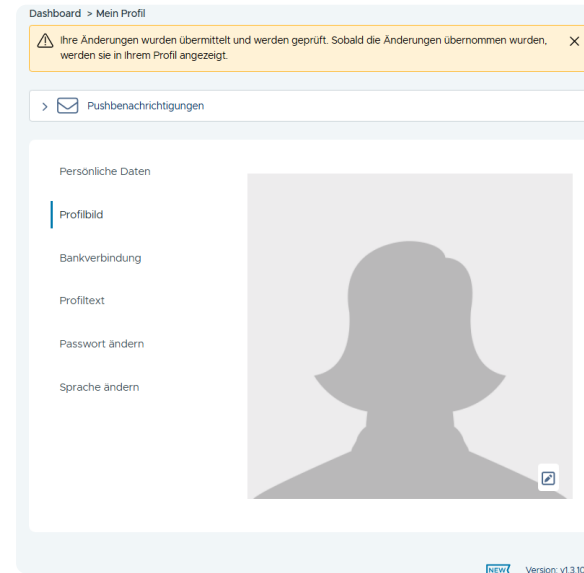 Dashboard > Mein Profil
Ihre Änderungen wurden übermittelt und werden geprüft. Sobald die Änderungen übernommen wurden,
werden sie in Ihrem Profil angezeigt.
Pushbenachrichtigungen
Persönliche Daten
Profilbild
Bankverbindung
Profiltext
Passwort ändern
Sprache ändern
NEW Version: v1.3.10